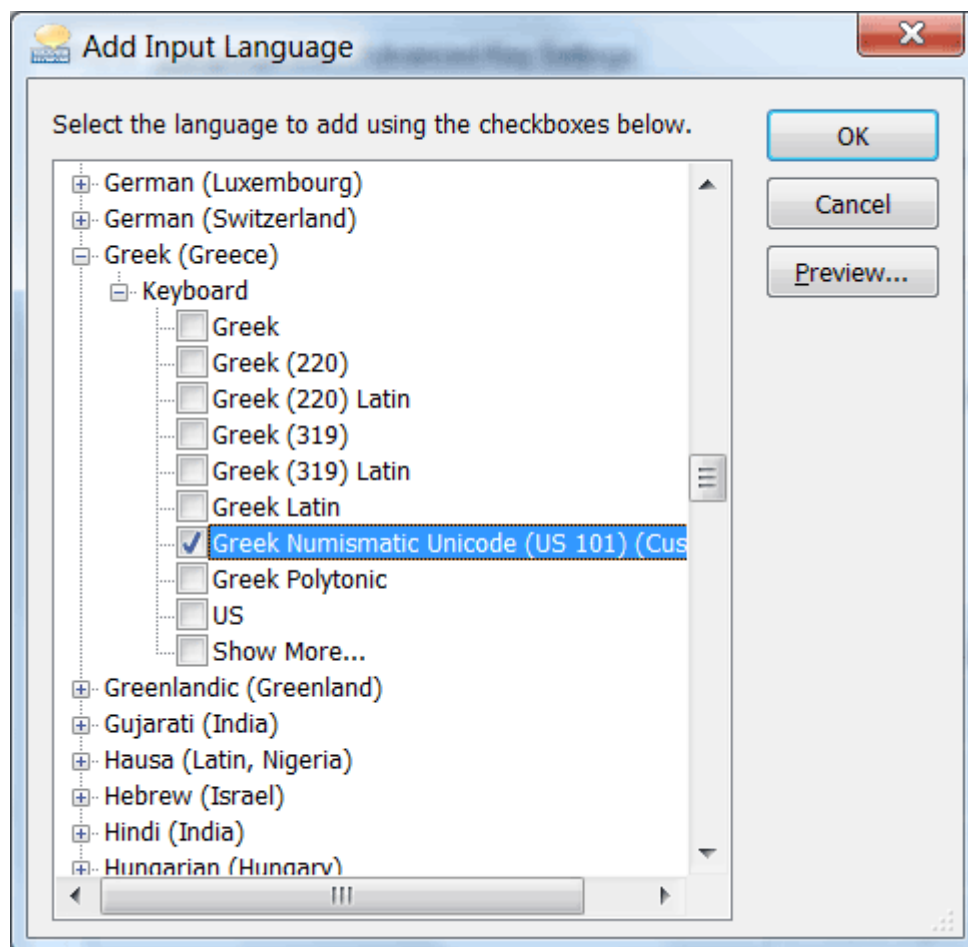 Add Input Language
Select the language to add using the checkboxes below.
OK
Cancel
Preview...
German (Luxembourg)
German (Switzerland)
Greek (Greece)
Keyboard
Greek
Greek (220)
Greek (220) Latin
Greek (319)
Greek (319) Latin
Greek Latin
Greek Numismatic Unicode (US 101) (Cus
Greek Polytonic
US
Show More...
Greenlandic (Greenland)
Gujarati (India)
Hausa (Latin, Nigeria)
Hebrew (Israel)
Hindi (India)
Hungarian (Hungary)